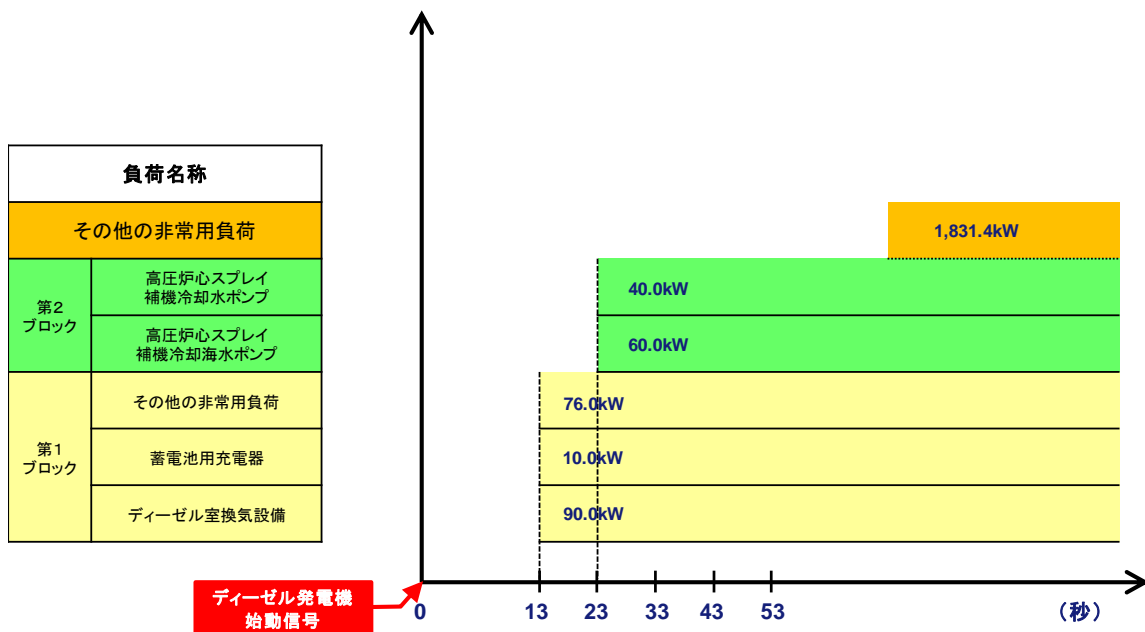 負荷名称
その他の非常用負荷
1,831.4kW
第2
ブロック
高圧炉心スプレイ
補機冷却水ポンプ
40.0kW
高圧炉心スプレイ
補機冷却海水ポンプ
60.0kW
第1
ブロック
その他の非常用負荷
76.0kW
蓄電池用充電器
10.0kW
ディーゼル室換気設備
90.0kW
ディーゼル発電機
始動信号
0 13 23 33 43 53 (秒)